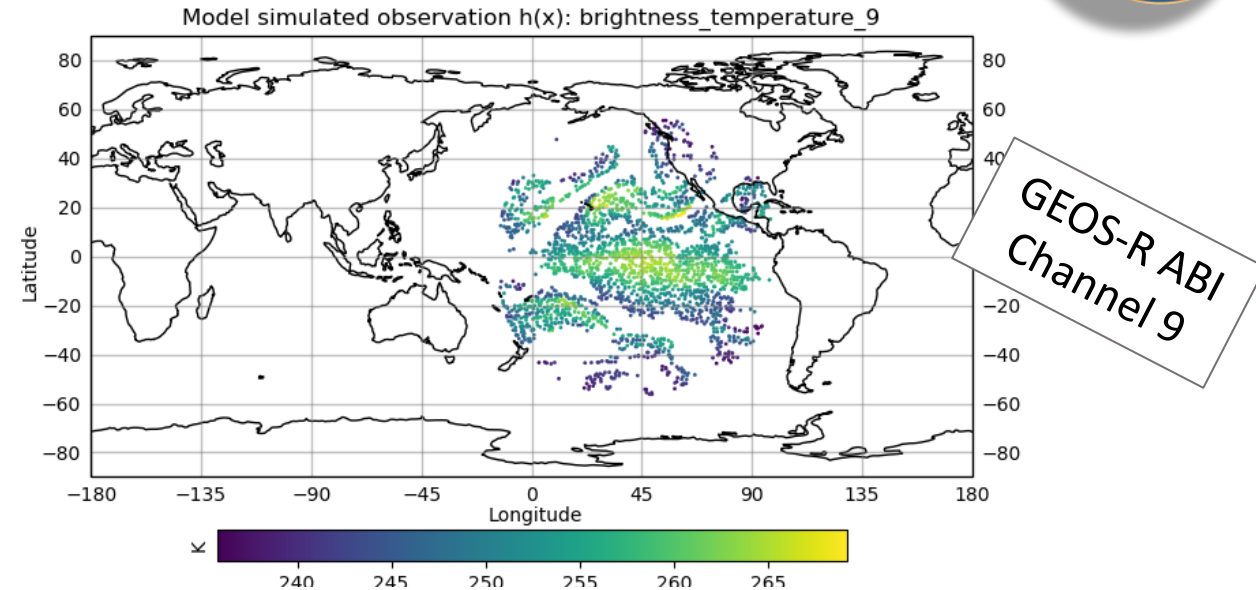 Model simulated observation h(x): brightness_temperature_9
80
60
40
20
0
−20
−40
−60
−80
Latitude
80
60
40
−20
−40
−60
−80
−180 −135 −90 −45 0 45 90 135 180
Longitude
K
240 245 250 255 260 265
GEOS-R ABI
Channel 9